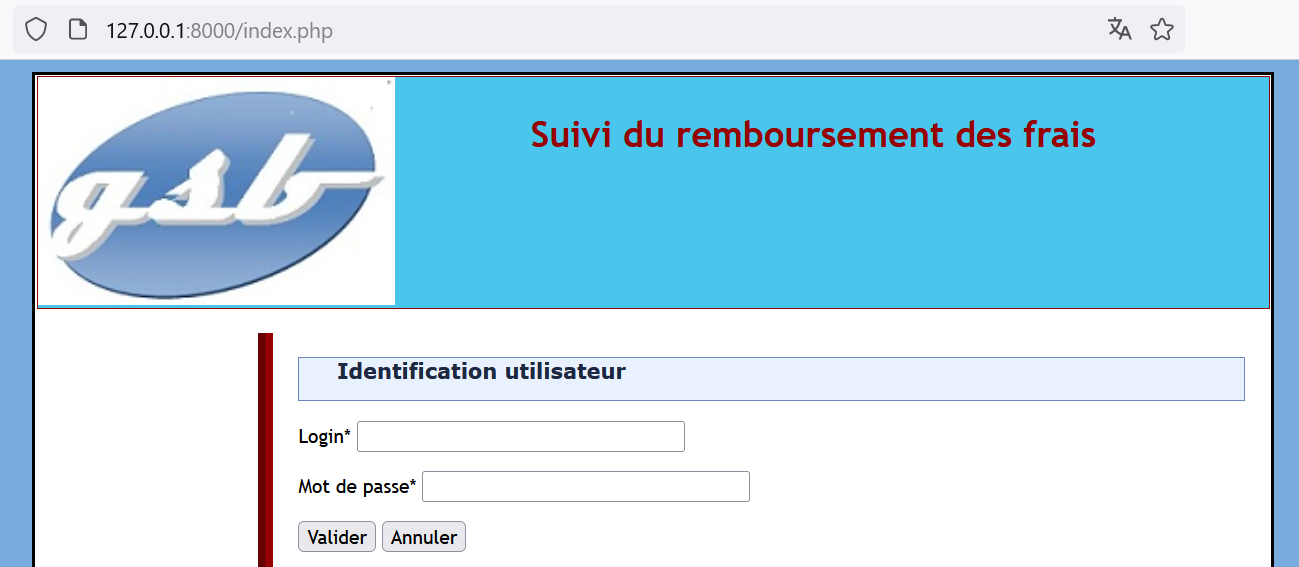 127.0.0.1:8000/index.php
gsb
Suivi du remboursement des frais
Identification utilisateur
Login*
Mot de passe*
Valider Annuler